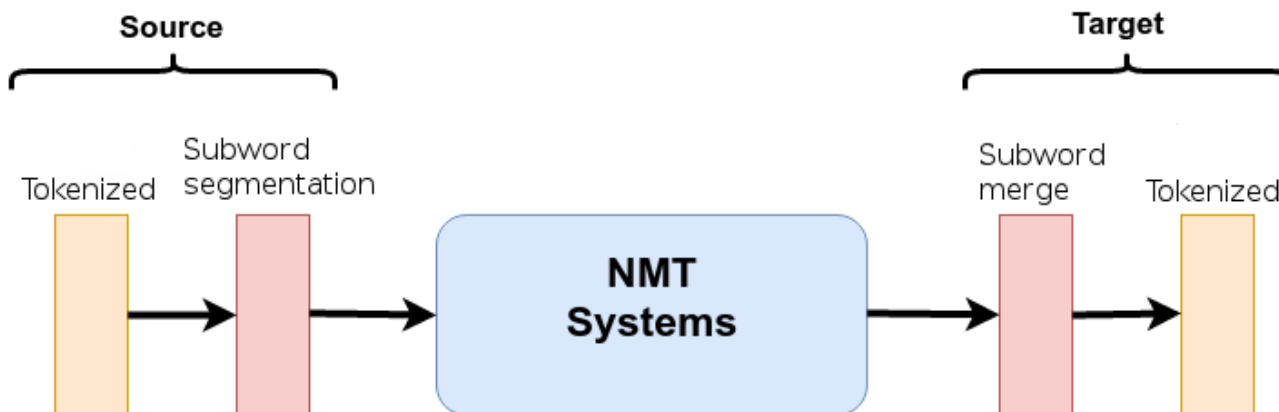 Source
Target
Tokenized
Subword
segmentation
NMT
Systems
Subword
merge
Tokenized